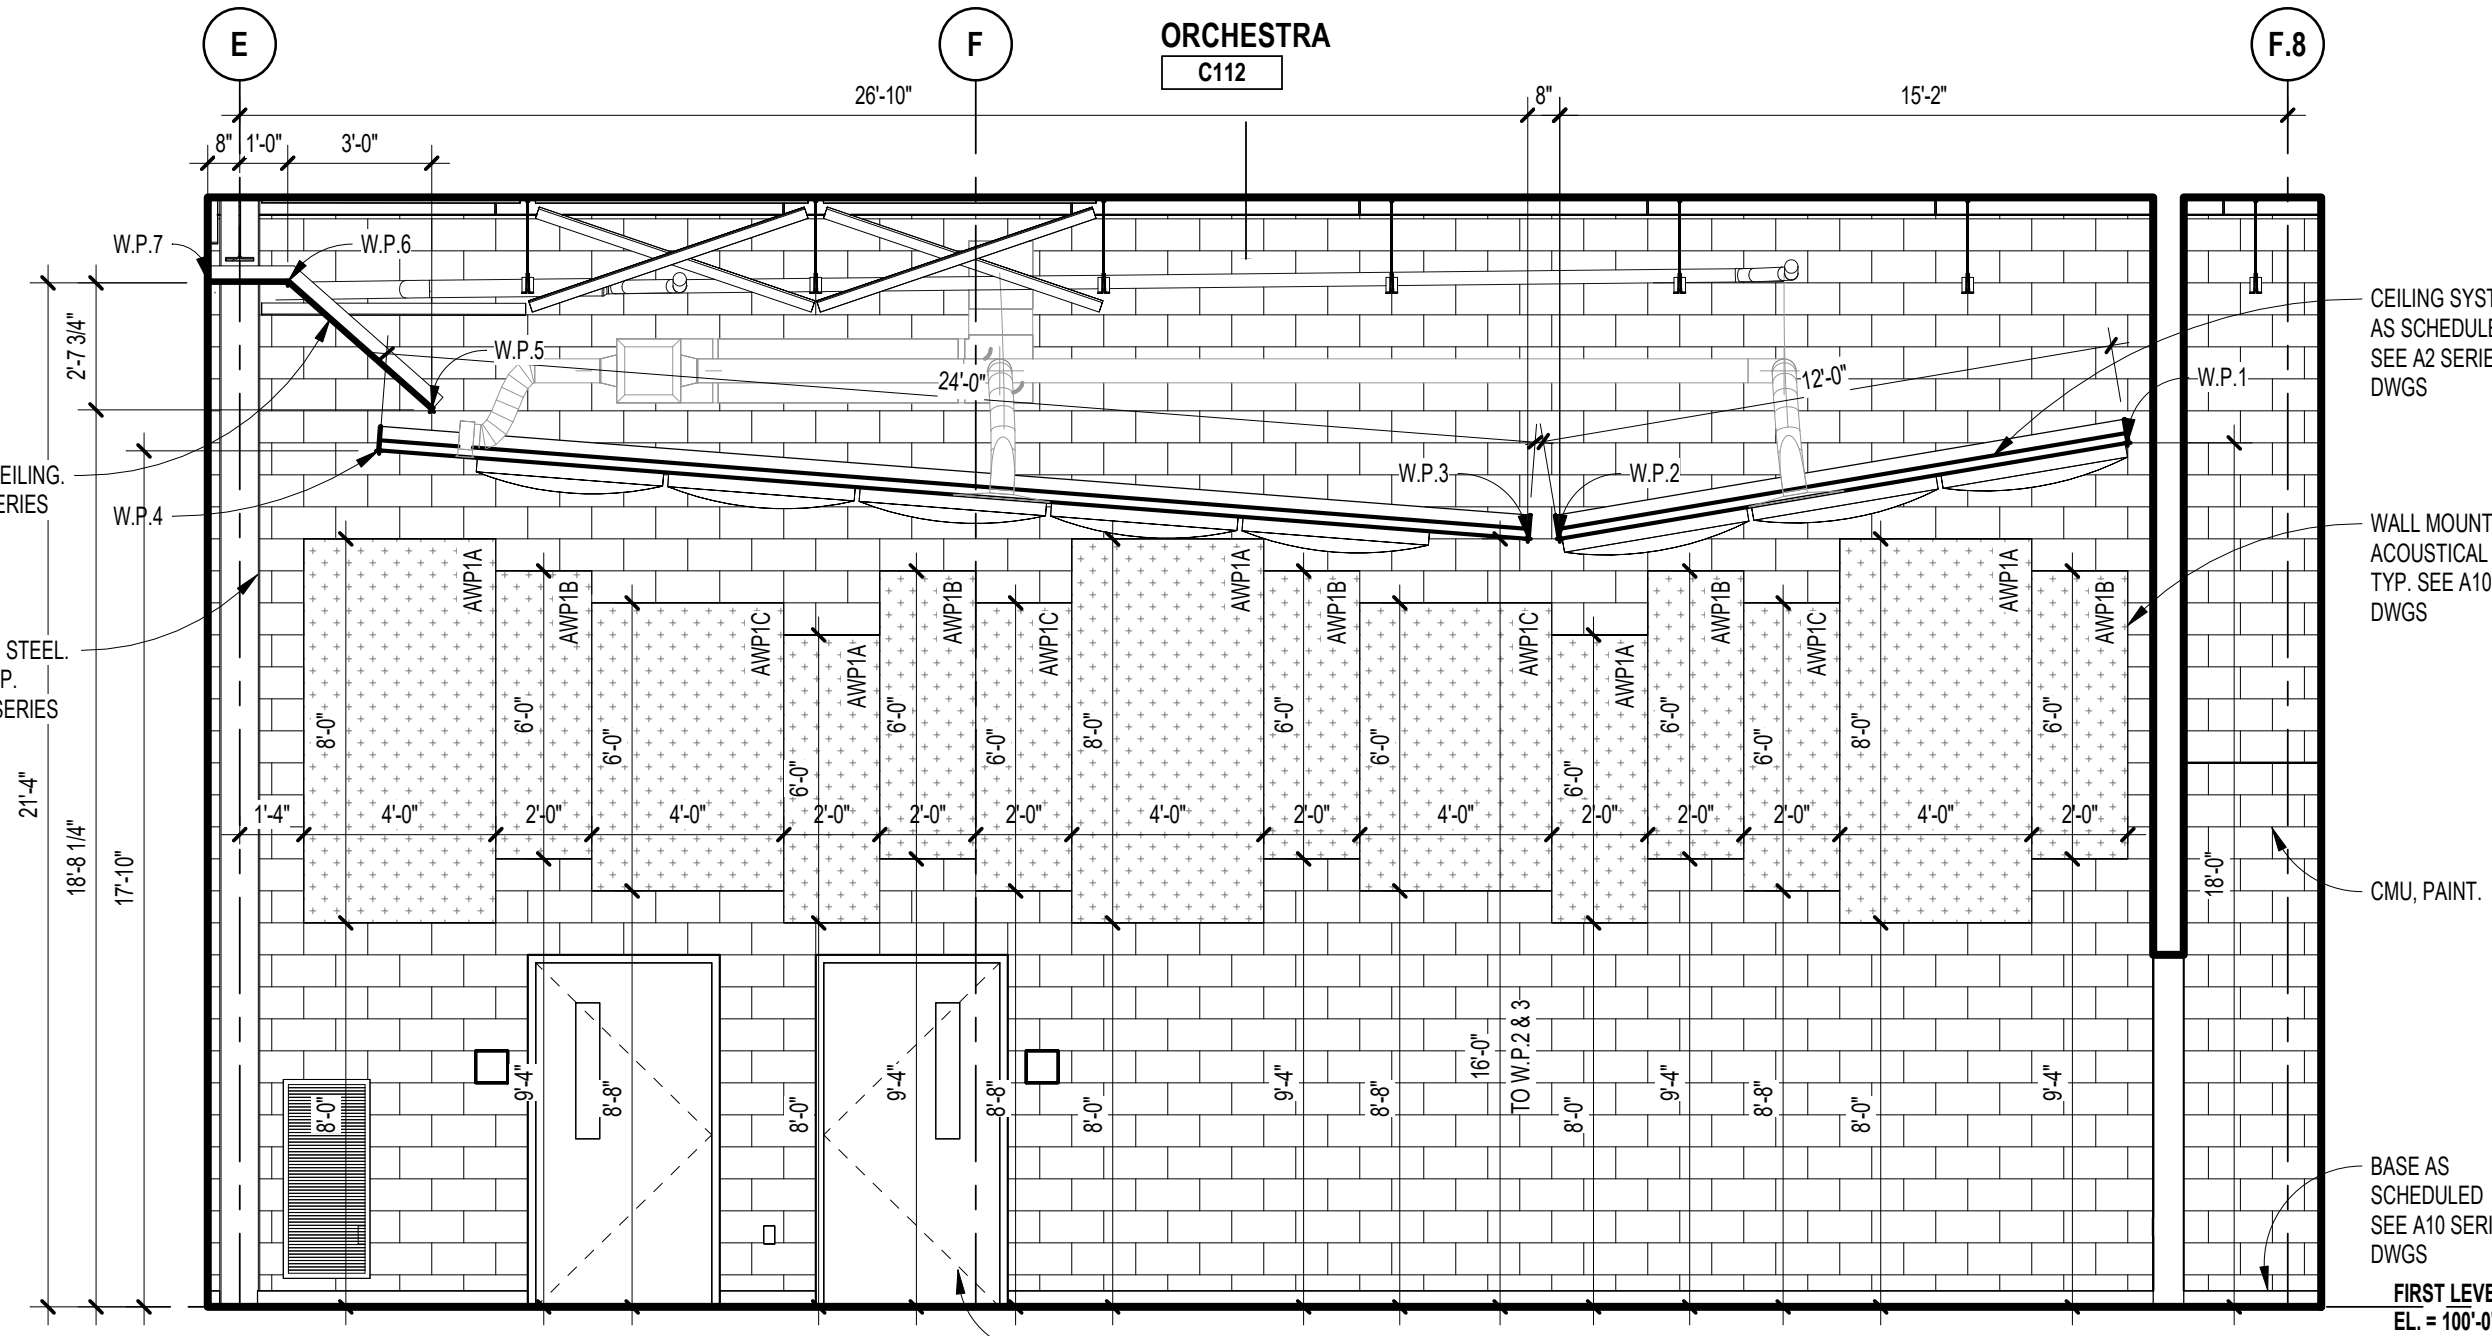 E
F
ORCHESTRA
C112
F.8
26'-10"
8"
15'-2"
8"
1'-0"
3'-0"
W.P.7
W.P.6
2'-7 3/4"
W.P.5
24'-0"
12'-0"
W.P.1
CEILING SYST
AS SCHEDULE
SEE A2 SERIE
DWGS
EILING.
ERIES
W.P.4
W.P.3
W.P.2
WALL MOUNT
ACOUSTICAL
TYP. SEE A10
DWGS
STEEL.
P.
SERIES
AWP1A
AWP1B
AWP1C
AWP1A
AWP1B
AWP1C
AWP1A
AWP1B
AWP1C
AWP1A
AWP1B
AWP1C
AWP1A
AWP1B
8'-0"
6'-0"
6'-0"
6'-0"
6'-0"
6'-0"
8'-0"
6'-0"
6'-0"
6'-0"
6'-0"
6'-0"
8'-0"
6'-0"
21'-4"
18'-8 1/4"
17'-10"
1'-4"
4'-0"
2'-0"
4'-0"
2'-0"
2'-0"
2'-0"
4'-0"
2'-0"
4'-0"
2'-0"
2'-0"
2'-0"
4'-0"
2'-0"
18'-0"
CMU, PAINT.
8'-0"
9'-4"
8'-8"
8'-0"
9'-4"
8'-8"
8'-0"
9'-4"
8'-8"
16'-0"
TO W.P.2 & 3
8'-0"
9'-4"
8'-8"
8'-0"
9'-4"
BASE AS
SCHEDULED
SEE A10 SERI
DWGS
FIRST LEVE
EL. = 100'-0"